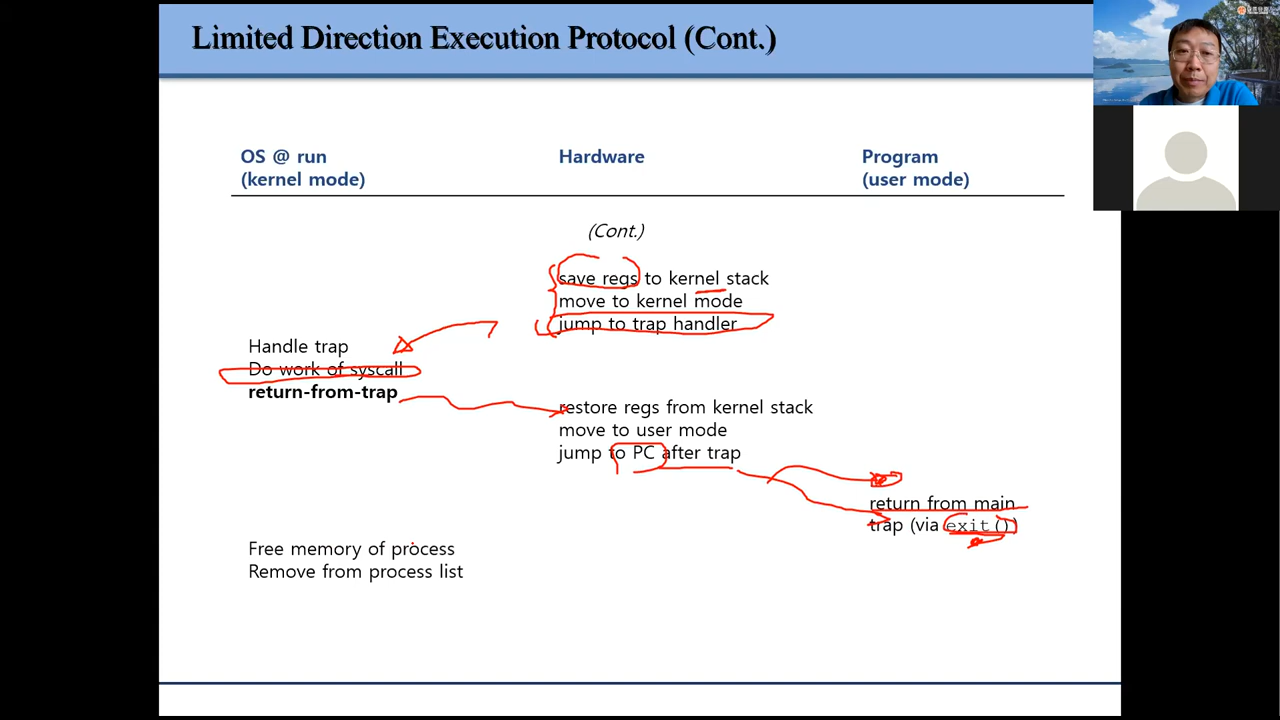 Limited Direction Execution Protocol (Cont.)
OS @ run
(kernel mode)
Hardware
Program
(user mode)
(Cont.)
save regs to kernel stack
move to kernel mode
jump to trap handler
Handle trap
Do work of syscall
return-from-trap
restore regs from kernel stack
move to user mode
jump to PC after trap
return from main
trap (via exit())
Free memory of process
Remove from process list